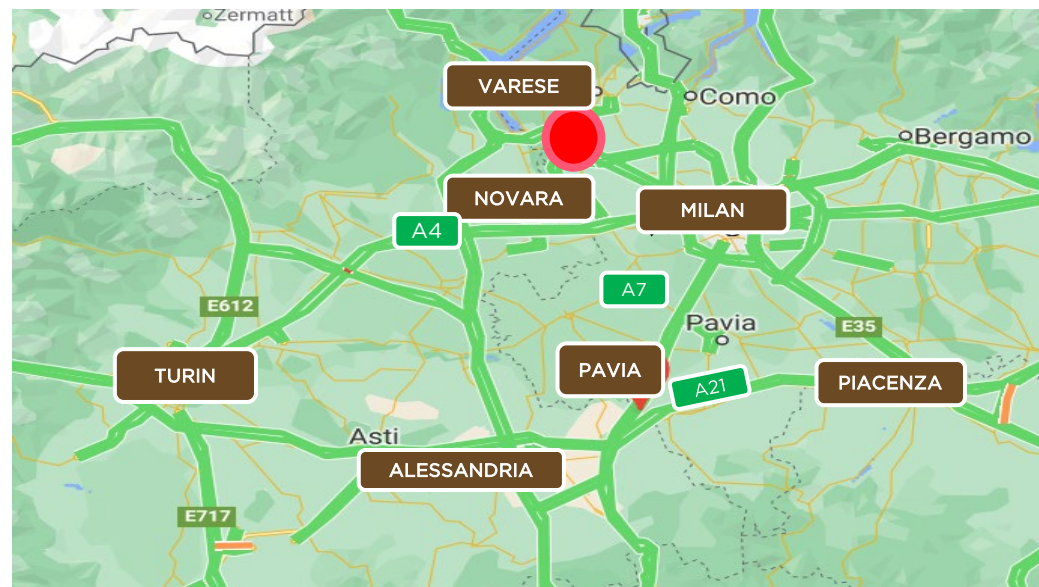 Zermatt
VARESE
Como
Bergamo
NOVARA
MILAN
A4
A7
E612
Pavia
E35
TURIN
PAVIA
A21
PIACENZA
Asti
ALESSANDRIA
E717